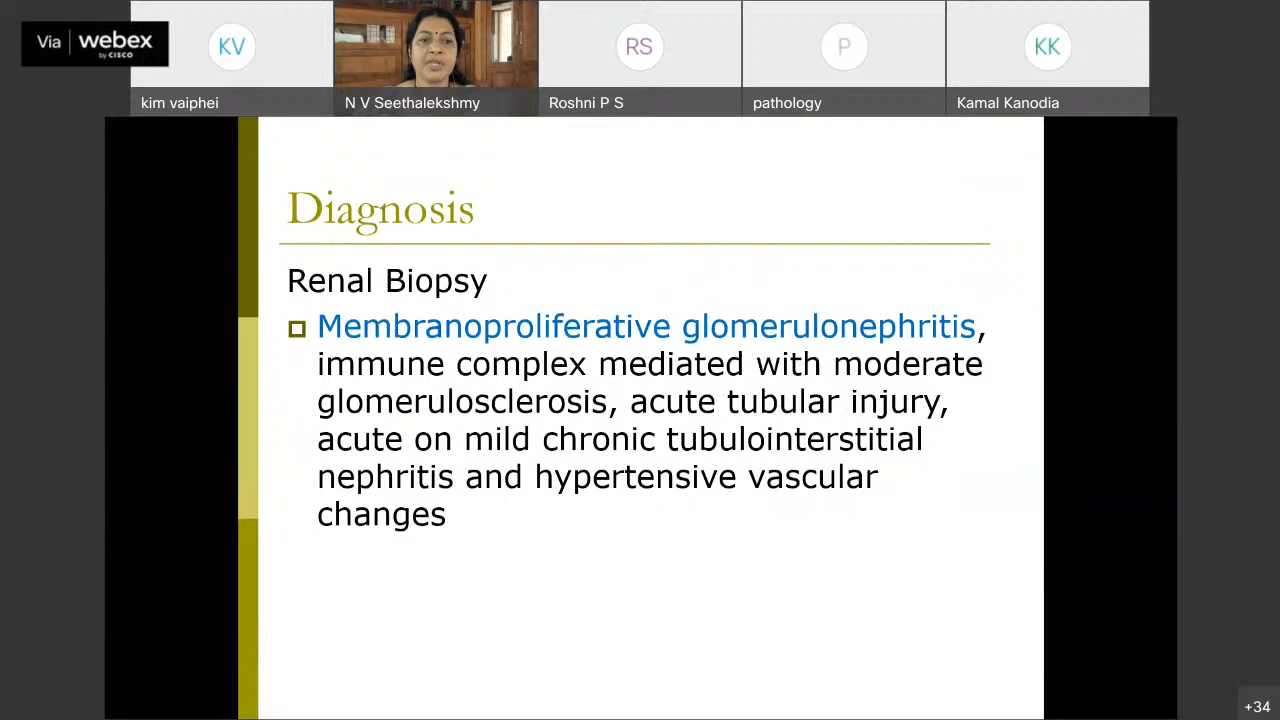 Via webex
by CISCO
KV
RS
P
KK
kim vaiphei
N V Seethalekshmy
Roshni P S
pathology
Kamal Kanodia
Diagnosis
Renal Biopsy
Membranoproliferative glomerulonephritis,
immune complex mediated with moderate
glomerulosclerosis, acute tubular injury,
acute on mild chronic tubulointerstitial
nephritis and hypertensive vascular
changes
+34